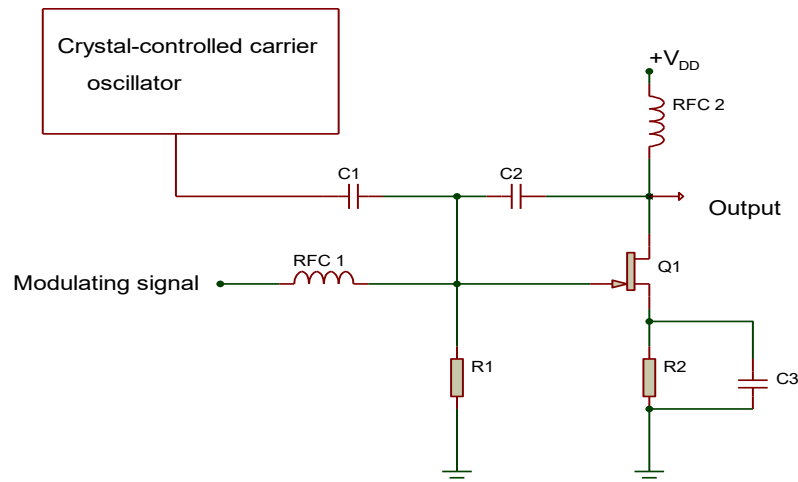 Crystal-controlled carrier
oscillator
+VDD
RFC 2
C1
C2
Output
RFC 1
Q1
Modulating signal
R1
R2
C3